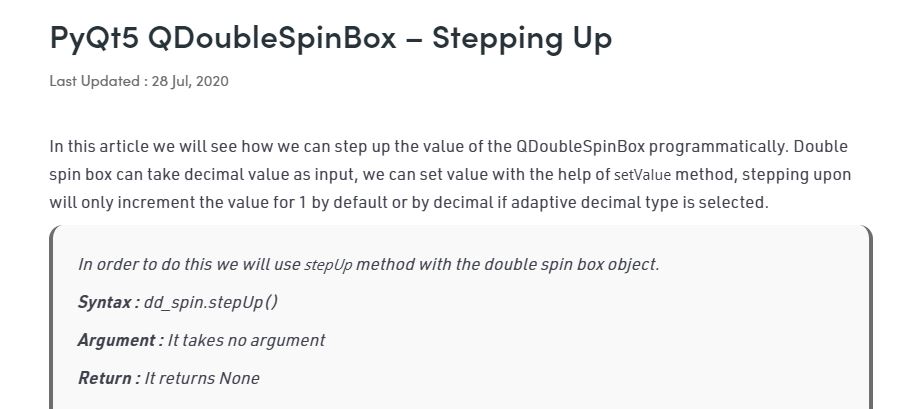 PyQt5 QDoubleSpinBox – Stepping Up
Last Updated : 28 Jul, 2020
In this article we will see how we can step up the value of the QDoubleSpinBox programmatically. Double
spin box can take decimal value as input, we can set value with the help of setValue method, stepping upon
will only increment the value for 1 by default or by decimal if adaptive decimal type is selected.
In order to do this we will use stepUp method with the double spin box object.
Syntax : dd_spin.stepUp()
Argument : It takes no argument
Return : It returns None